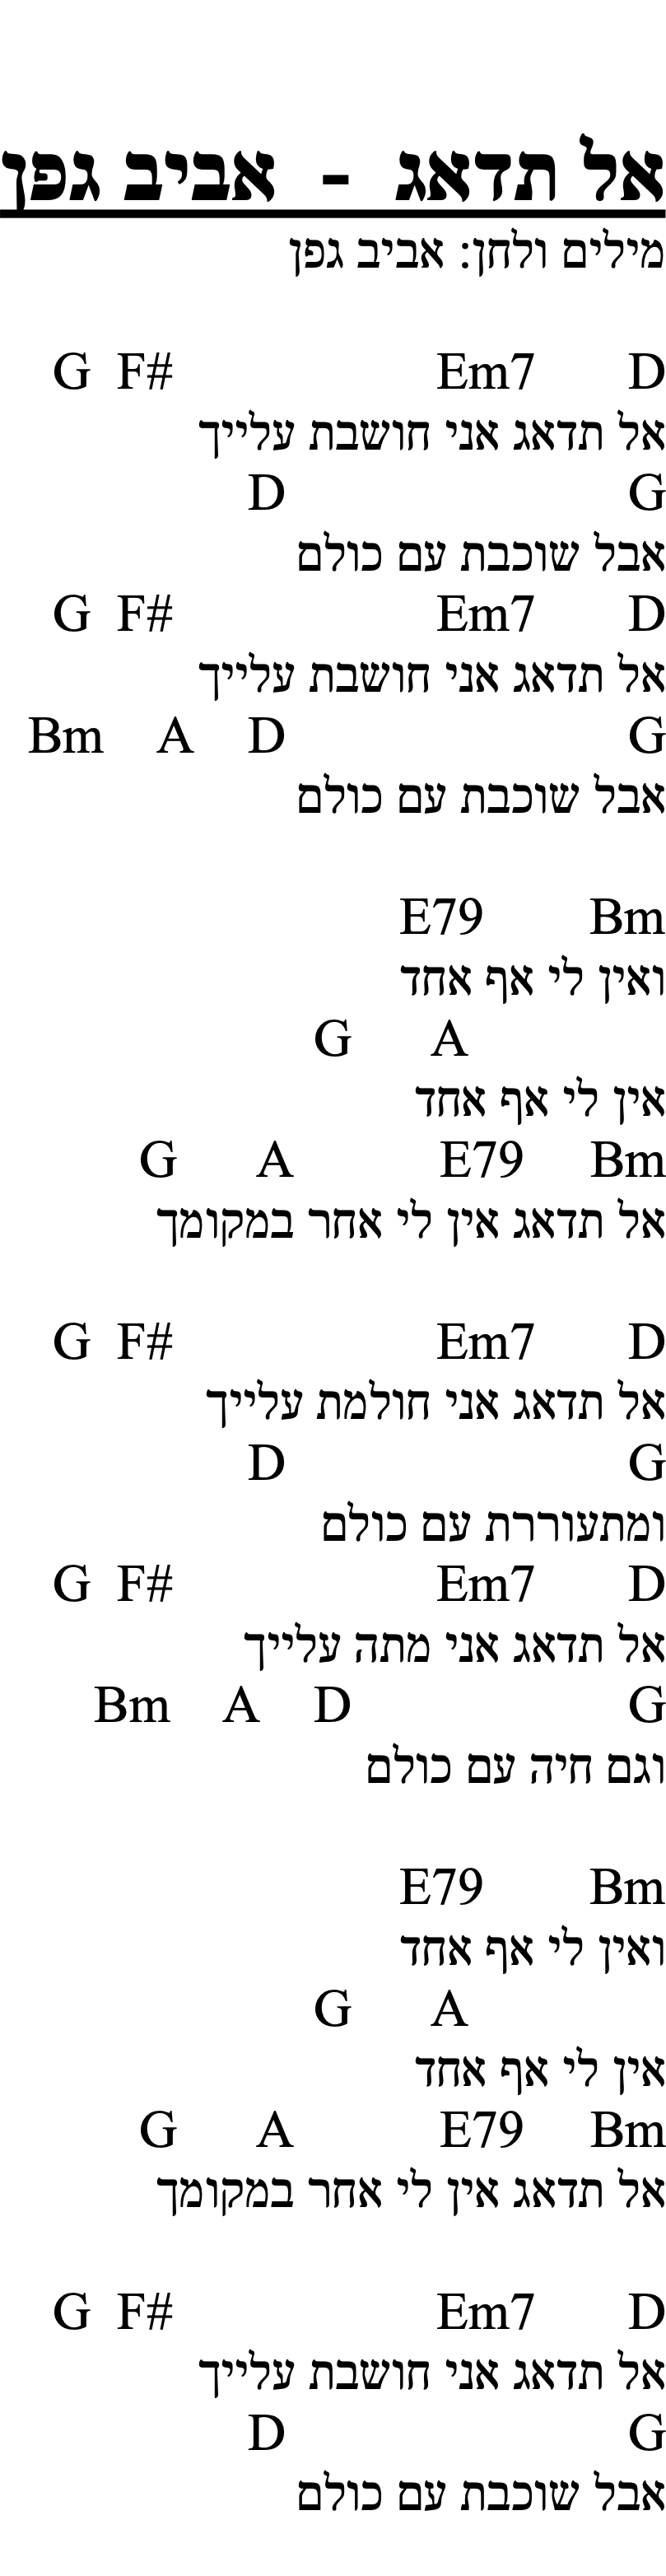 אל תדאג - אביב גפן
מילים ולחן: אביב גפן
G F# Em7 D
אל תדאג אני חושבת עלייך
D G
אבל שוכבת עם כולם
G F# Em7 D
אל תדאג אני חושבת עלייך
Bm A D G
אבל שוכבת עם כולם
E79 Bm
ואין לי אף אחד
G A
אין לי אף אחד
G A E79 Bm
אל תדאג אין לי אחר במקומך
G F# Em7 D
אל תדאג אני חולמת עלייך
D G
ומתעוררת עם כולם
G F# Em7 D
אל תדאג אני מתה עלייך
Bm A D G
וגם חיה עם כולם
E79 Bm
ואין לי אף אחד
G A
אין לי אף אחד
G A E79 Bm
אל תדאג אין לי אחר במקומך
G F# Em7 D
אל תדאג אני חושבת עלייך
D G
אבל שוכבת עם כולם